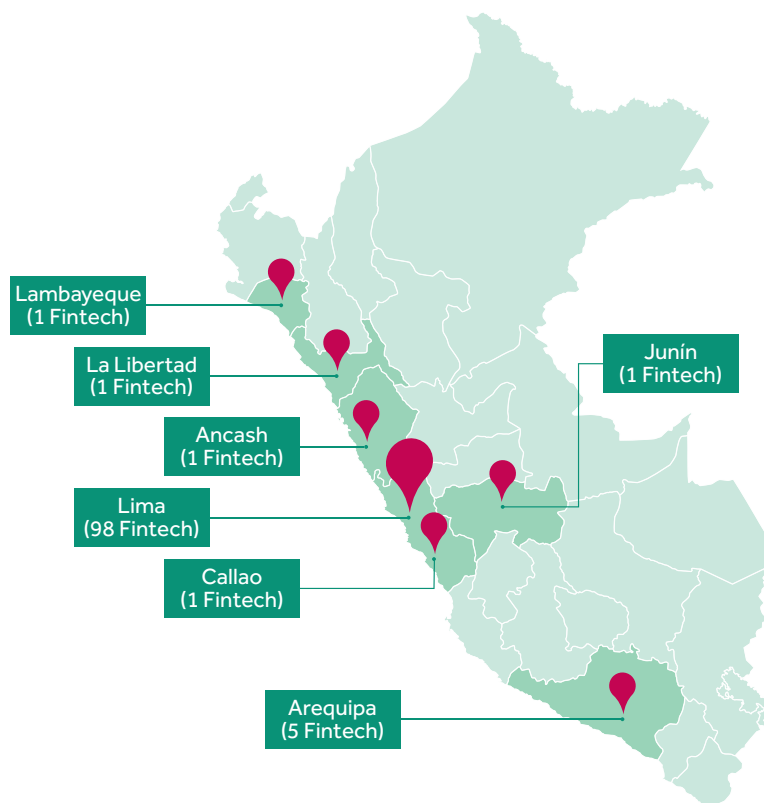 Lambayeque
(1 Fintech)
La Libertad
(1 Fintech)
Junín
(1 Fintech)
Ancash
(1 Fintech)
Lima
(98 Fintech)
Callao
(1 Fintech)
Arequipa
(5 Fintech)